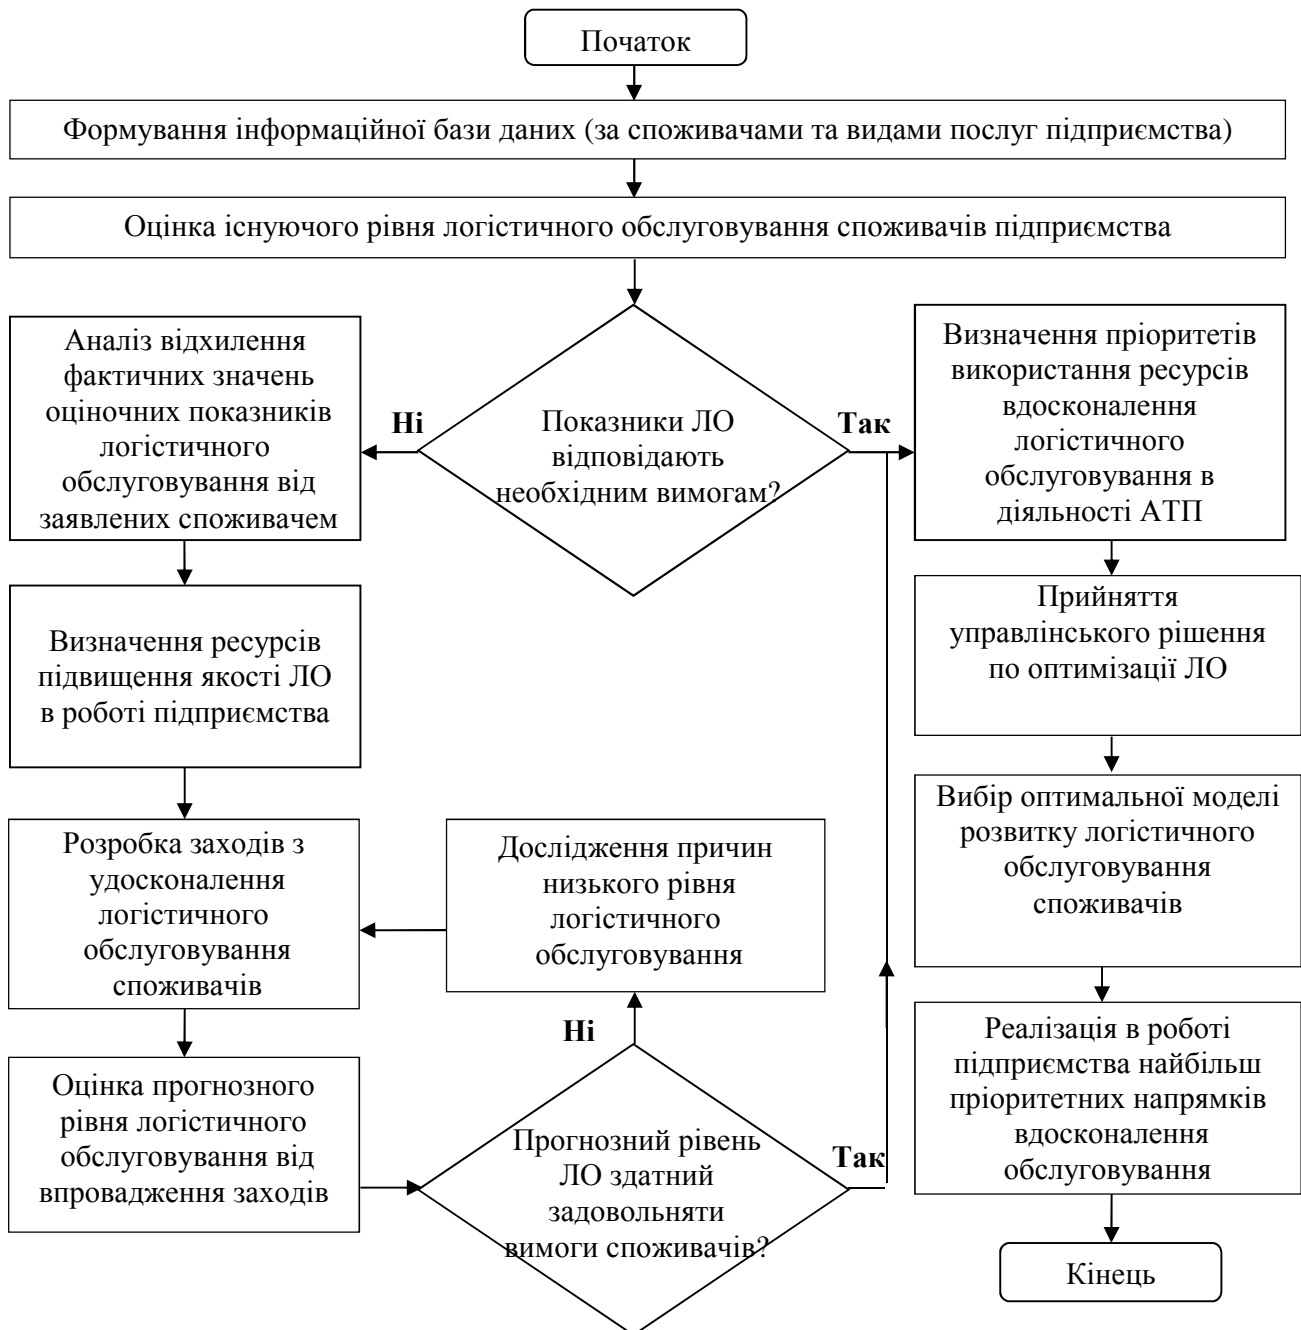 Початок
Формування інформаційної бази даних (за споживачами та видами послуг підприємства)
Оцінка існуючого рівня логістичного обслуговування споживачів підприємства
Аналіз відхилення
фактичних значень
оціночних показників
логістичного
обслуговування від
заявлених споживачем
Ні
Показники ЛО
відповідають
необхідним вимогам?
Так
Визначення пріоритетів
використання ресурсів
вдосконалення
логістичного
обслуговування в
діяльності АТП
Визначення ресурсів
підвищення якості ЛО
в роботі підприємства
Прийняття
управлінського рішення
по оптимізації ЛО
Розробка заходів з
удосконалення
логістичного
обслуговування
споживачів
Дослідження причин
низького рівня
логістичного
обслуговування
Вибір оптимальної моделі
розвитку логістичного
обслуговування
споживачів
Оцінка прогнозного
рівня логістичного
обслуговування від
впровадження заходів
Ні
Прогнозний рівень
ЛО здатний
задовольняти
вимоги споживачів?
Так
Реалізація в роботі
підприємства найбільш
пріоритетних напрямків
вдосконалення
обслуговування
Кінець